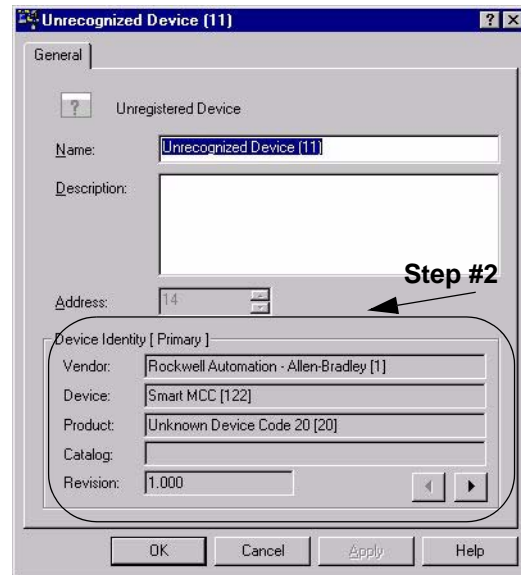 Unrecognized Device (11)
General
? Unregistered Device
Name: Unrecognized Device (11)
Description:
Step #2
Address: 14
Device Identity [ Primary ]
Vendor: Rockwell Automation - Allen-Bradley [1]
Device: Smart MCC [122]
Product: Unknown Device Code 20 [20]
Catalog:
Revision: 1.000
OK Cancel Apply Help